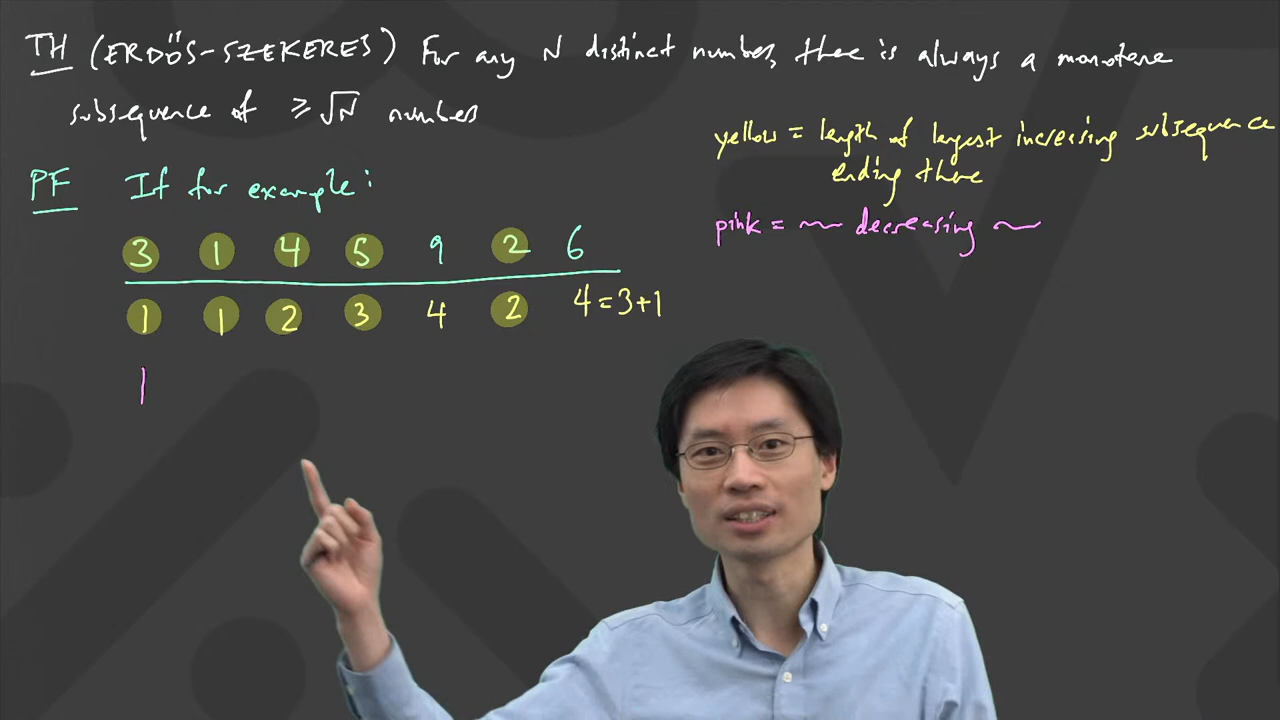 TH (ERDŐS-SZEKERES) For any N distinct numbers, there is always a monotone
subsequence of ≥ √N numbers
yellow = length of largest increasing subsequence
ending there
pink = ~ decreasing ~
PF If for example:
3 1 4 5 9 2 6
1 1 2 3 4 2 4=3+1
1